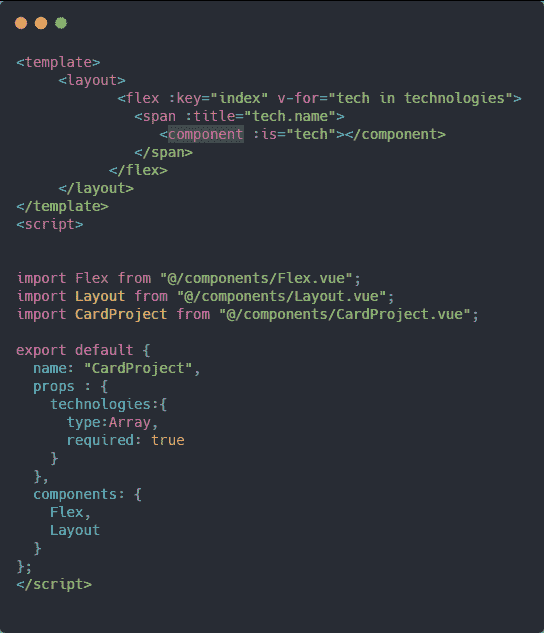 <template>
     <layout>
            <flex :key="index" v-for="tech in technologies">
              <span :title="tech.name">
                 <component :is="tech"></component>
              </span>
           </flex>
     </layout>
</template>
<script>


import Flex from "@/components/Flex.vue";
import Layout from "@/components/Layout.vue";
import CardProject from "@/components/CardProject.vue";

export default {
  name: "CardProject",
  props : {
    technologies:{
      type:Array,
      required: true
    }
  },
  components: {
    Flex,
    Layout
  }
};
</script>